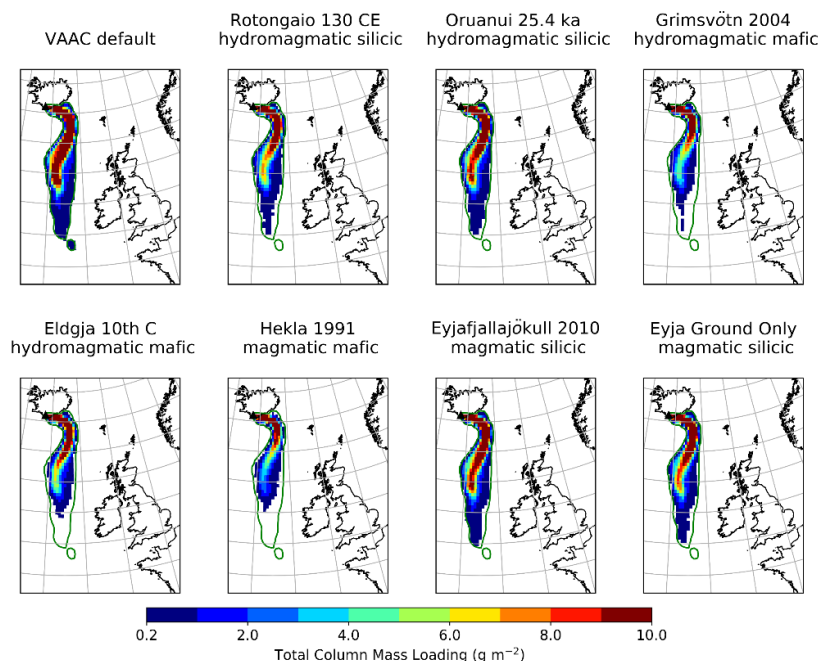 VAAC default
Rotongaio 130 CE
hydromagmatic silicic
Oruanui 25.4 ka
hydromagmatic silicic
Grimsvötn 2004
hydromagmatic mafic
Eldgja 10th C
hydromagmatic mafic
Hekla 1991
magmatic mafic
Eyjafjallajökull 2010
magmatic silicic
Eyja Ground Only
magmatic silicic
0.2 2.0 4.0 6.0 8.0 10.0
Total Column Mass Loading (g m⁻²)